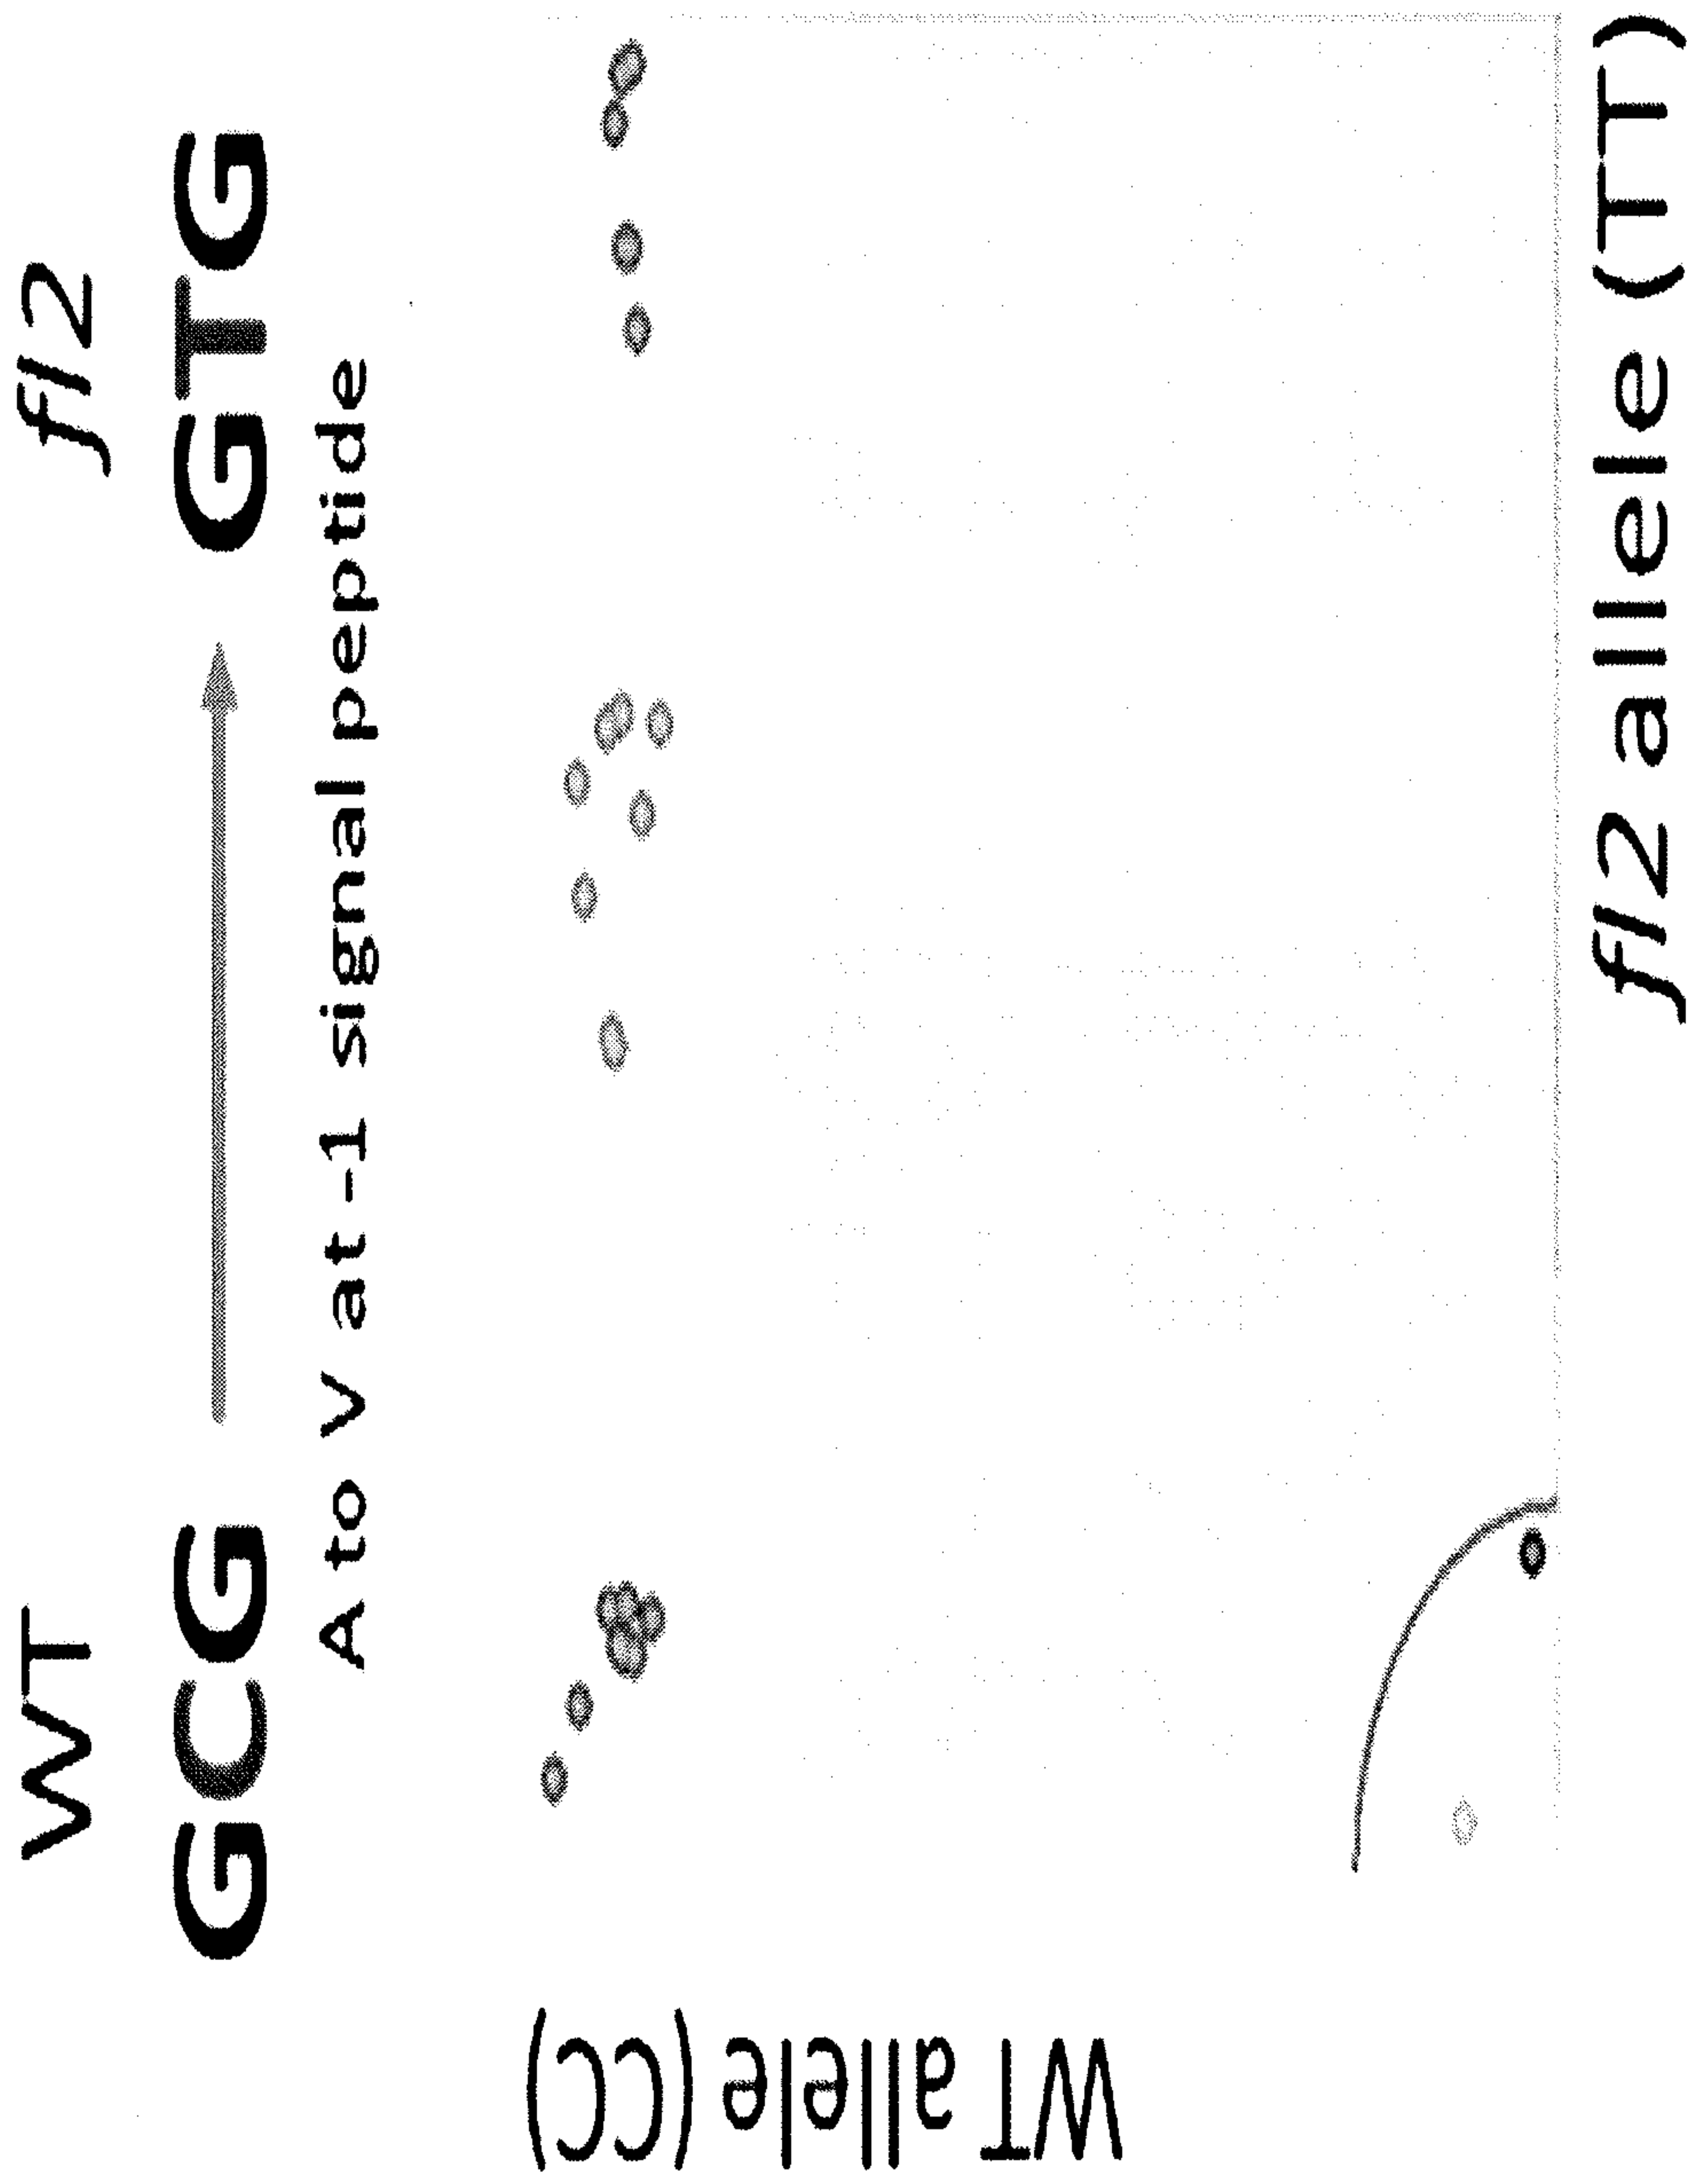 WT fl2
GCG GTG
A to V at -1 signal peptide
WT allele (CC)
fl2 allele (TT)